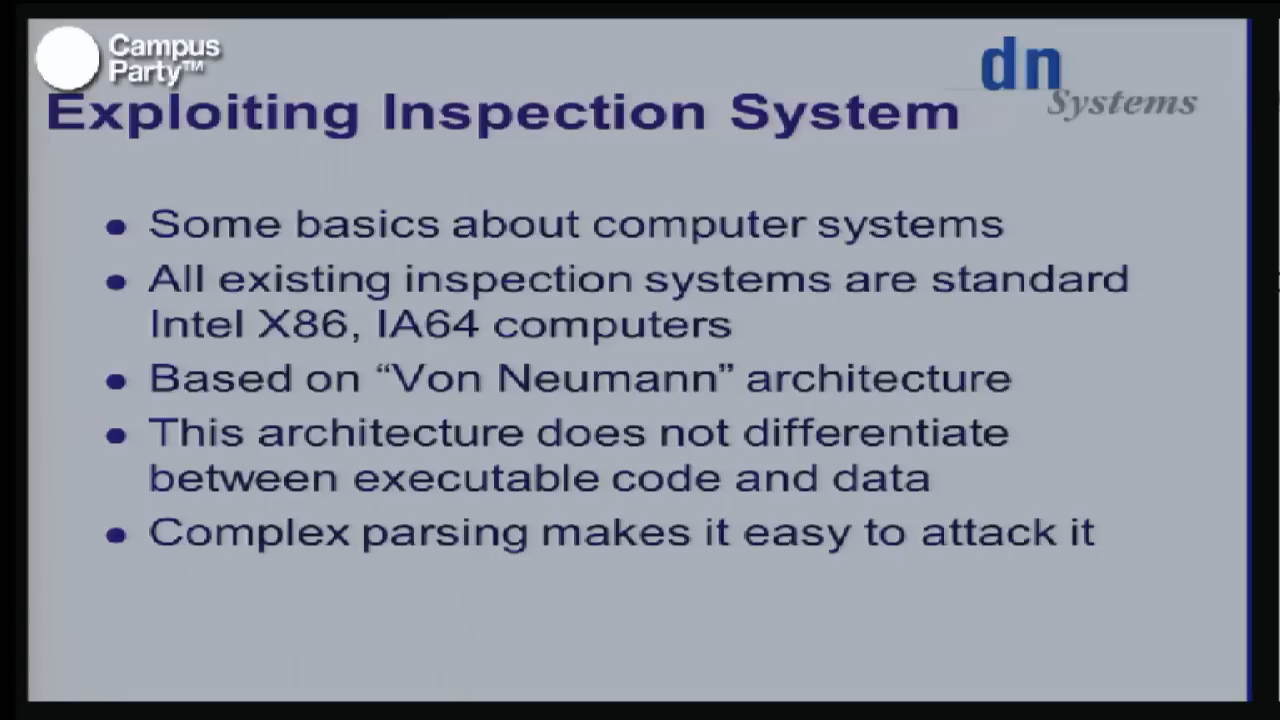 Campus
Party™
dn
Systems
Exploiting Inspection System
• Some basics about computer systems
• All existing inspection systems are standard
Intel X86, IA64 computers
• Based on “Von Neumann” architecture
• This architecture does not differentiate
between executable code and data
• Complex parsing makes it easy to attack it